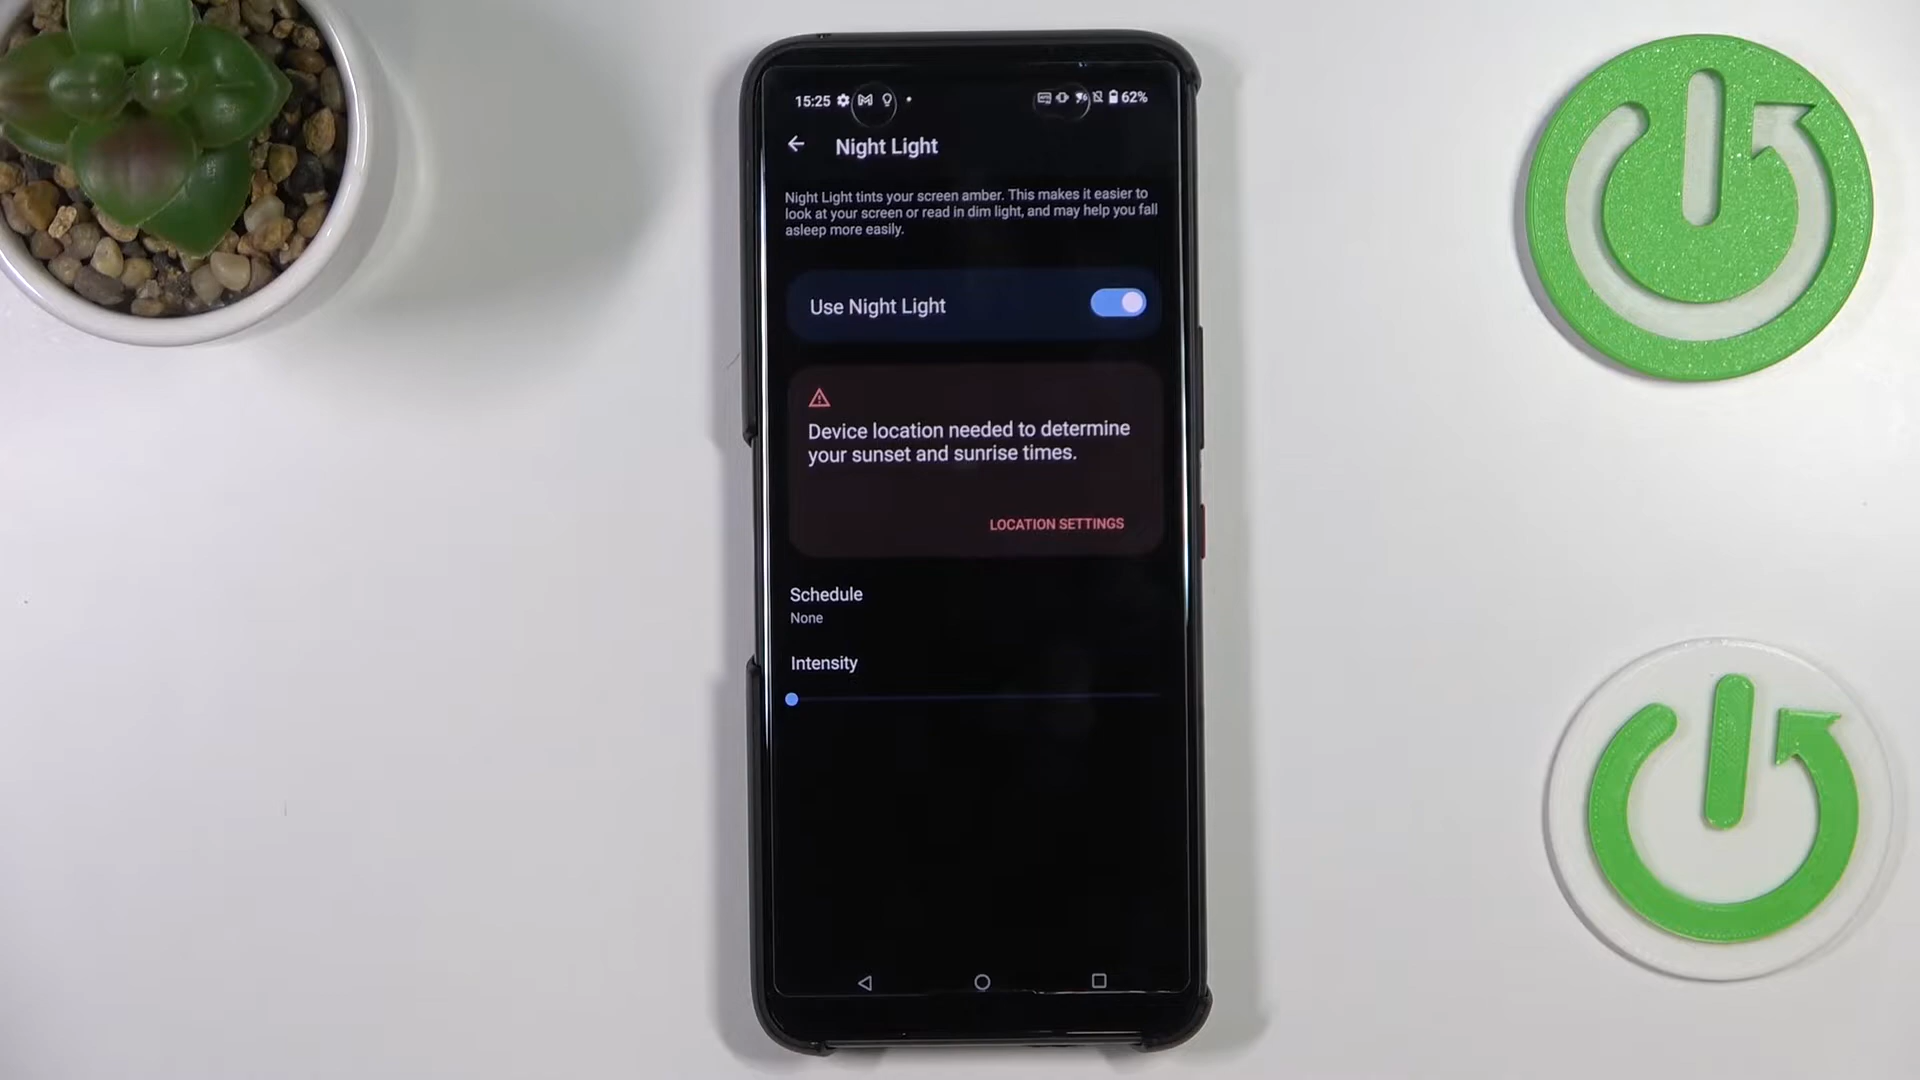 15:25 62%
Night Light
Night Light tints your screen amber. This makes it easier to
look at your screen or read in dim light, and may help you fall
asleep more easily.
Use Night Light
Device location needed to determine
your sunset and sunrise times.
LOCATION SETTINGS
Schedule
None
Intensity